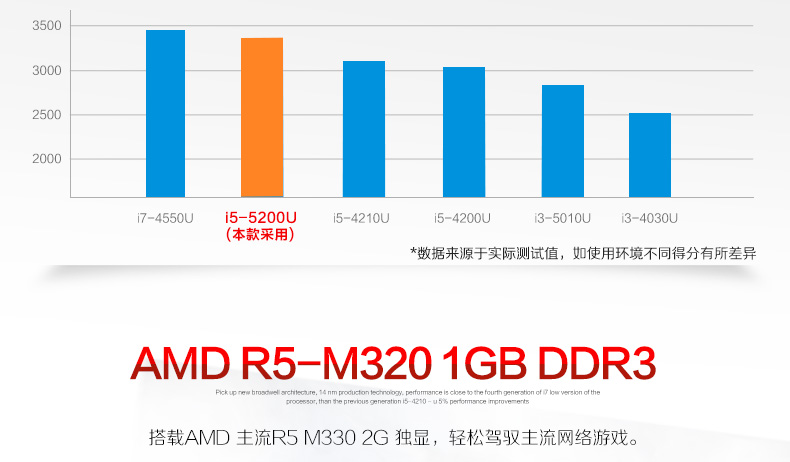 3500
3000
2500
2000
i7-4550U
i5-5200U
(本款采用)
i5-4210U
i5-4200U
i3-5010U
i3-4030U
*数据来源于实际测试值，如使用环境不同得分有所差异
AMD R5-M320 1GB DDR3
Pick up new broadwell architecture, 14 nm production technology, performance is close to the fourth generation of i7 low version of the
processor, than the previous generation i5-4210 - u 5% performance improvements
搭载AMD 主流R5 M330 2G 独显，轻松驾驭主流网络游戏。